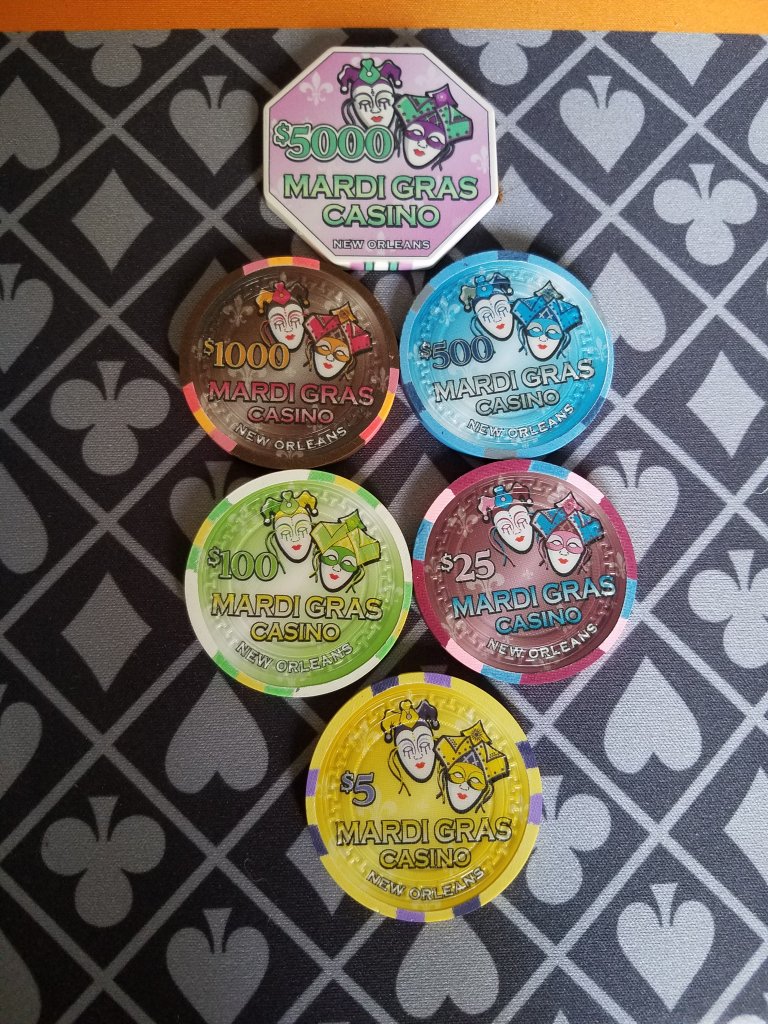 $5000
MARDI GRAS
CASINO
NEW ORLEANS
$1000
MARDI GRAS
CASINO
NEW ORLEANS
$500
MARDI GRAS
CASINO
NEW ORLEANS
$100
MARDI GRAS
CASINO
NEW ORLEANS
$25
MARDI GRAS
CASINO
NEW ORLEANS
$5
MARDI GRAS
CASINO
NEW ORLEANS